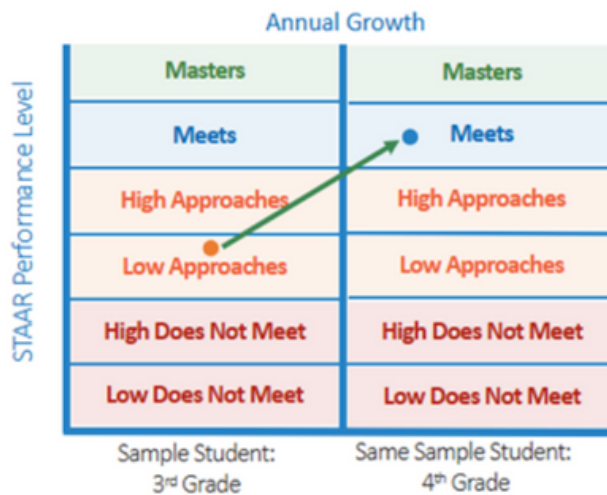 Annual Growth
STAAR Performance Level
Masters
Masters
Meets
Meets
High Approaches
High Approaches
Low Approaches
Low Approaches
High Does Not Meet
High Does Not Meet
Low Does Not Meet
Low Does Not Meet
Sample Student:
3rd Grade
Same Sample Student:
4th Grade